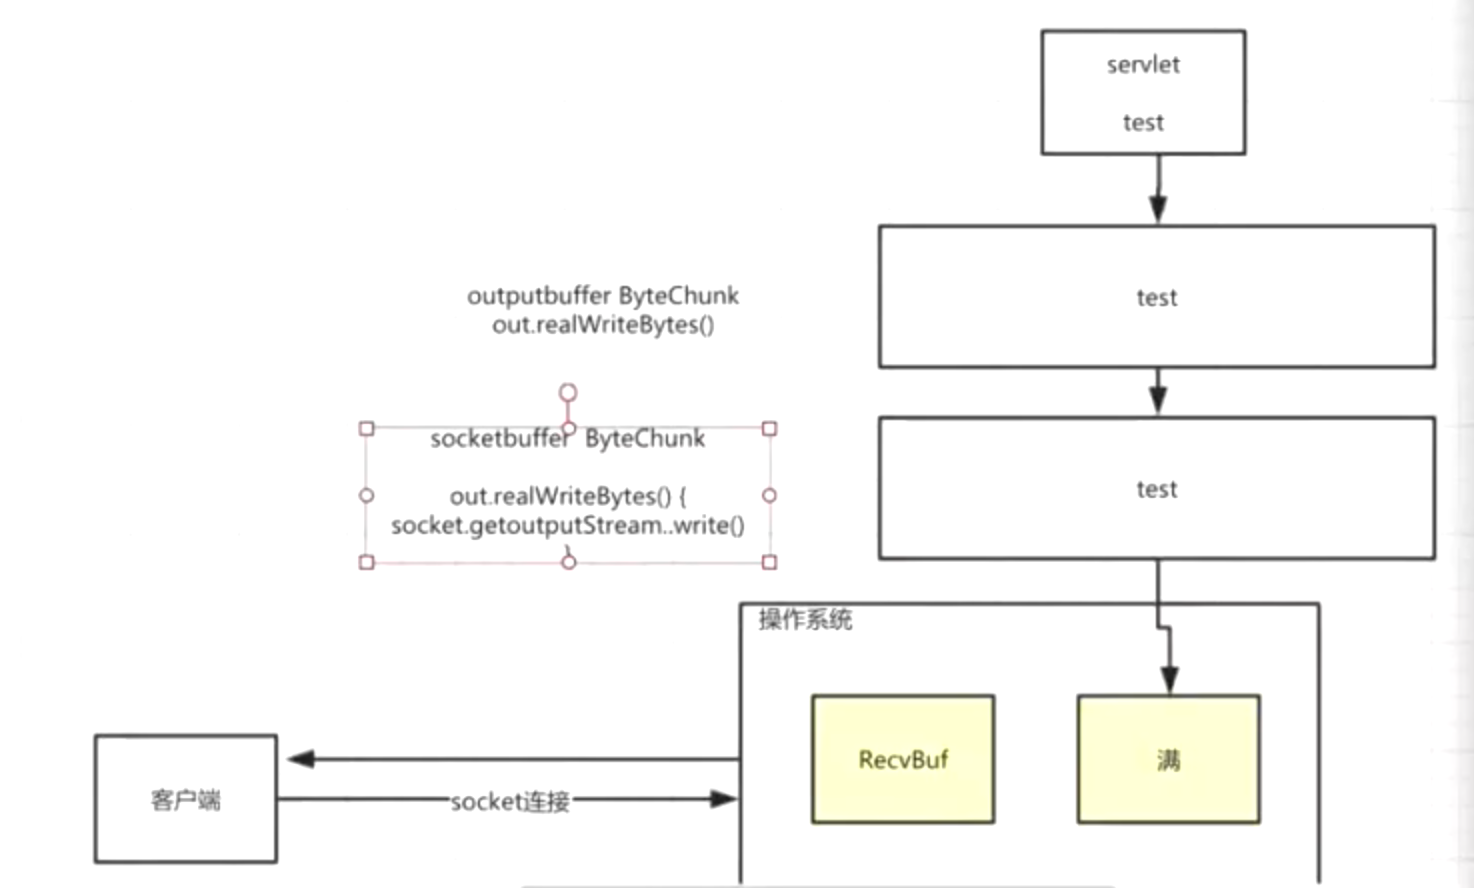 servlet
test
test
outputbuffer ByteChunk
out.realWriteBytes()
socketbuffer ByteChunk
out.realWriteBytes() {
socket.getoutputStream..write()
test
操作系统
RecvBuf
满
客户端
socket连接